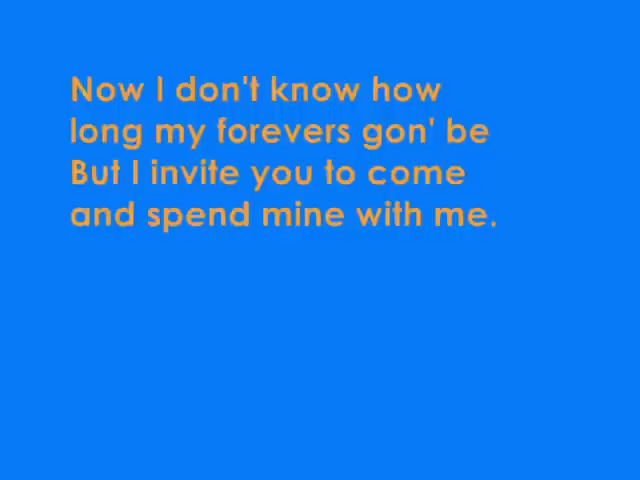 Now I don't know how
long my forevers gon' be
But I invite you to come
and spend mine with me.